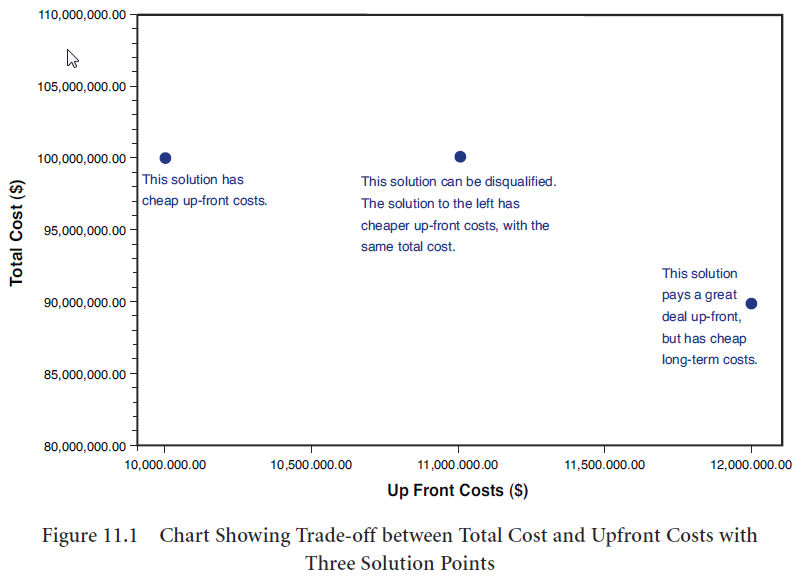 110,000,000.00
105,000,000.00
100,000,000.00
95,000,000.00
90,000,000.00
85,000,000.00
80,000,000.00
Total Cost ($)
This solution has
cheap up-front costs.
This solution can be disqualified.
The solution to the left has
cheaper up-front costs, with the
same total cost.
This solution
pays a great
deal up-front,
but has cheap
long-term costs.
10,000.000.00 10,500.000.00 11,000,000.00 11,500.000.00 12,000.000.00
Up Front Costs ($)
Figure 11.1 Chart Showing Trade-off between Total Cost and Upfront Costs with
Three Solution Points